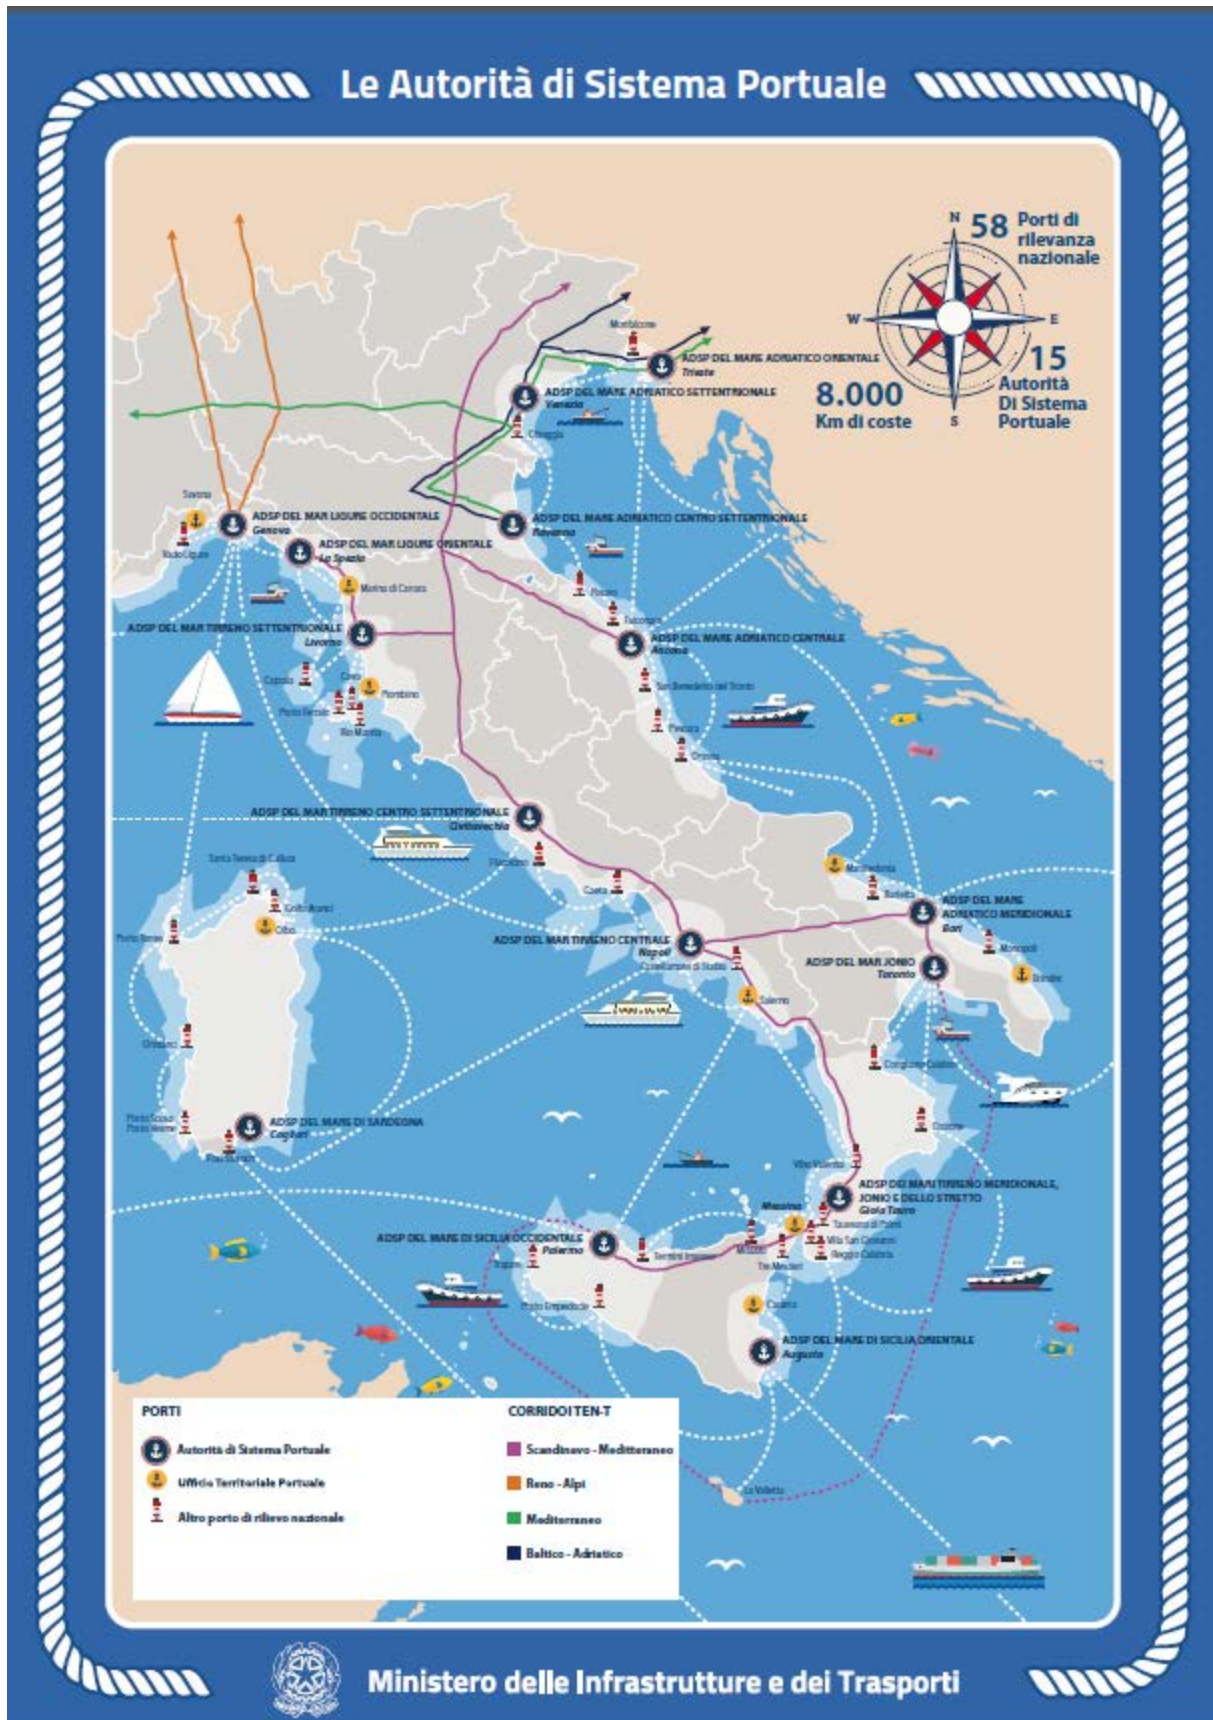 Le Autorità di Sistema Portuale
N
58 Porti di
rilevanza
nazionale
W
E
S
15
Autorità
Di Sistema
Portuale
8.000
Km di coste
Monfalcone
ADSP DEL MARE ADRIATICO ORIENTALE
Trieste
ADSP DEL MARE ADRIATICO SETTENTRIONALE
Venezia
Chioggia
Savona
ADSP DEL MAR LIGURE OCCIDENTALE
Genova
Vado Ligure
ADSP DEL MAR LIGURE ORIENTALE
La Spezia
ADSP DEL MARE ADRIATICO CENTRO SETTENTRIONALE
Ravenna
Marina di Carrara
Pesaro
Falconara
ADSP DEL MAR TIRRENO SETTENTRIONALE
Livorno
ADSP DEL MARE ADRIATICO CENTRALE
Ancona
Capraia
Cavo
Piombino
Porto Ferraio
Rio Marina
San Benedetto del Tronto
Pescara
Ortona
ADSP DEL MAR TIRRENO CENTRO SETTENTRIONALE
Civitavecchia
Fiumicino
Gaeta
Santa Teresa di Gallura
Golfo Aranci
Olbia
Porto Torres
Manfredonia
Barletta
ADSP DEL MARE
ADRIATICO MERIDIONALE
Bari
Monopoli
Brindisi
ADSP DEL MAR TIRRENO CENTRALE
Napoli
Castellammare di Stabia
Salerno
ADSP DEL MAR JONIO
Taranto
Oristano
Corigliano Calabro
Crotone
ADSP DEL MARE DI SARDEGNA
Cagliari
Vibo Valentia
ADSP DEI MARI TIRRENO MERIDIONALE,
JONIO E DELLO STRETTO
Gioia Tauro
Messina
Taureana di Palmi
Villa San Giovanni
Reggio Calabria
Milazzo
Tre Mestieri
ADSP DEL MARE DI SICILIA OCCIDENTALE
Palermo
Trapani
Termini Imerese
Porto Empedocle
Catania
ADSP DEL MARE DI SICILIA ORIENTALE
Augusta
La Valletta
PORTI
Autorità di Sistema Portuale
Ufficio Territoriale Portuale
Altro porto di rilievo nazionale
CORRIDOI TEN-T
Scandinavo - Meditteraneo
Reno - Alpi
Mediterraneo
Baltico - Adriatico
Ministero delle Infrastrutture e dei Trasporti